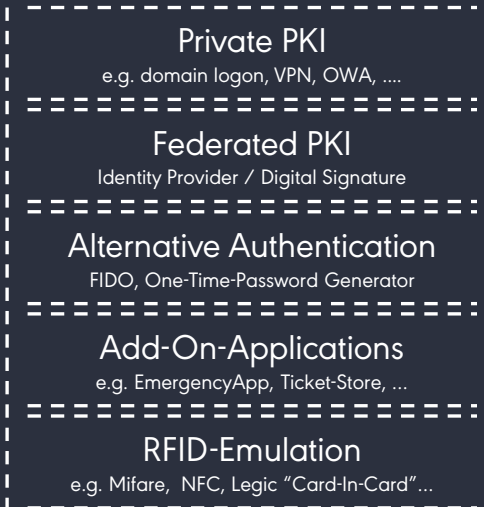 Private PKI
e.g. domain logon, VPN, OWA, ....
Federated PKI
Identity Provider / Digital Signature
Alternative Authentication
FIDO, One-Time-Password Generator
Add-On-Applications
e.g. EmergencyApp, Ticket-Store, ...
RFID-Emulation
e.g. Mifare, NFC, Legic “Card-In-Card”...